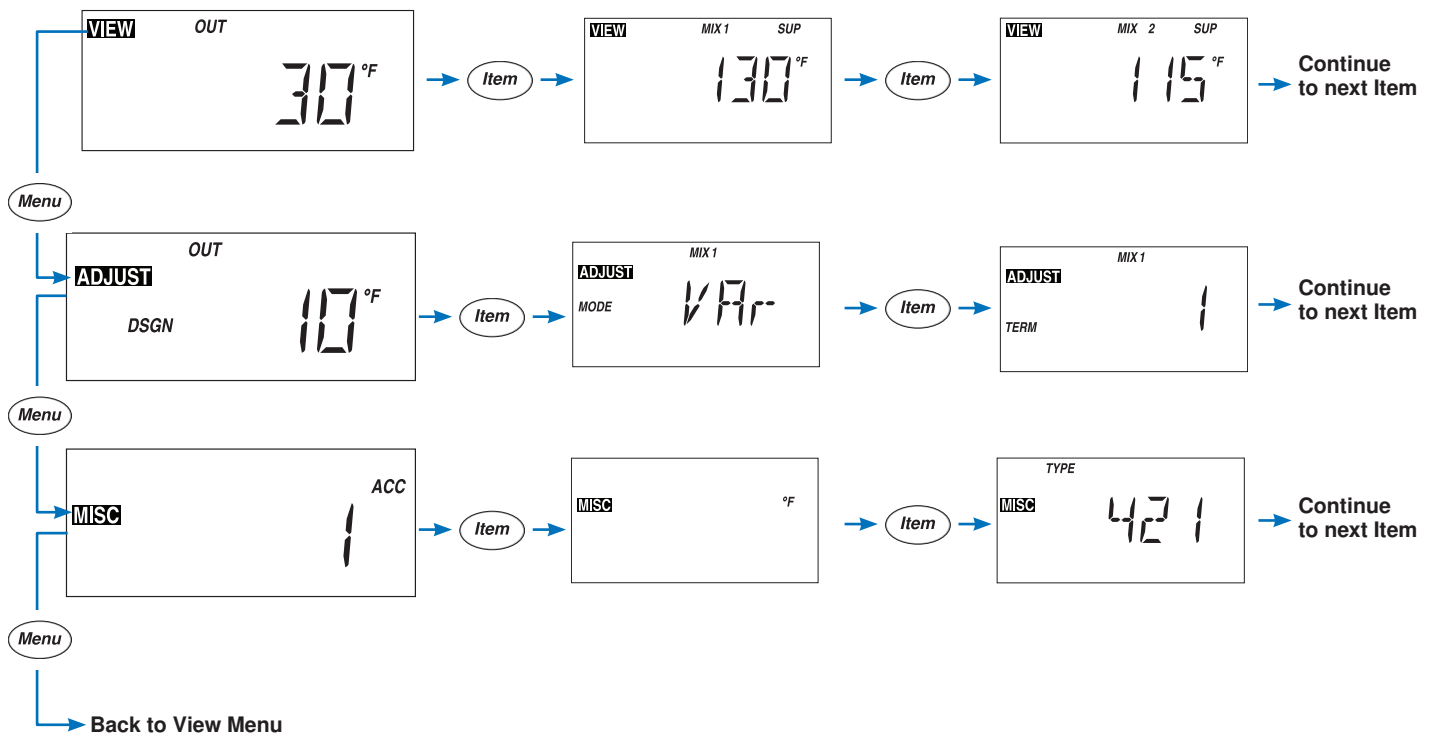 VIEW OUT
30 °F
Item
VIEW MIX 1 SUP
130 °F
Item
VIEW MIX 2 SUP
115 °F
Continue
to next Item
Menu
OUT
ADJUST
10 °F
DSGN
Item
MIX 1
ADJUST
MODE VAr
Item
MIX 1
ADJUST
1
TERM
Continue
to next Item
Menu
ACC
MISC
1
Item
MISC °F
Item
TYPE
MISC 421
Continue
to next Item
Menu
Back to View Menu